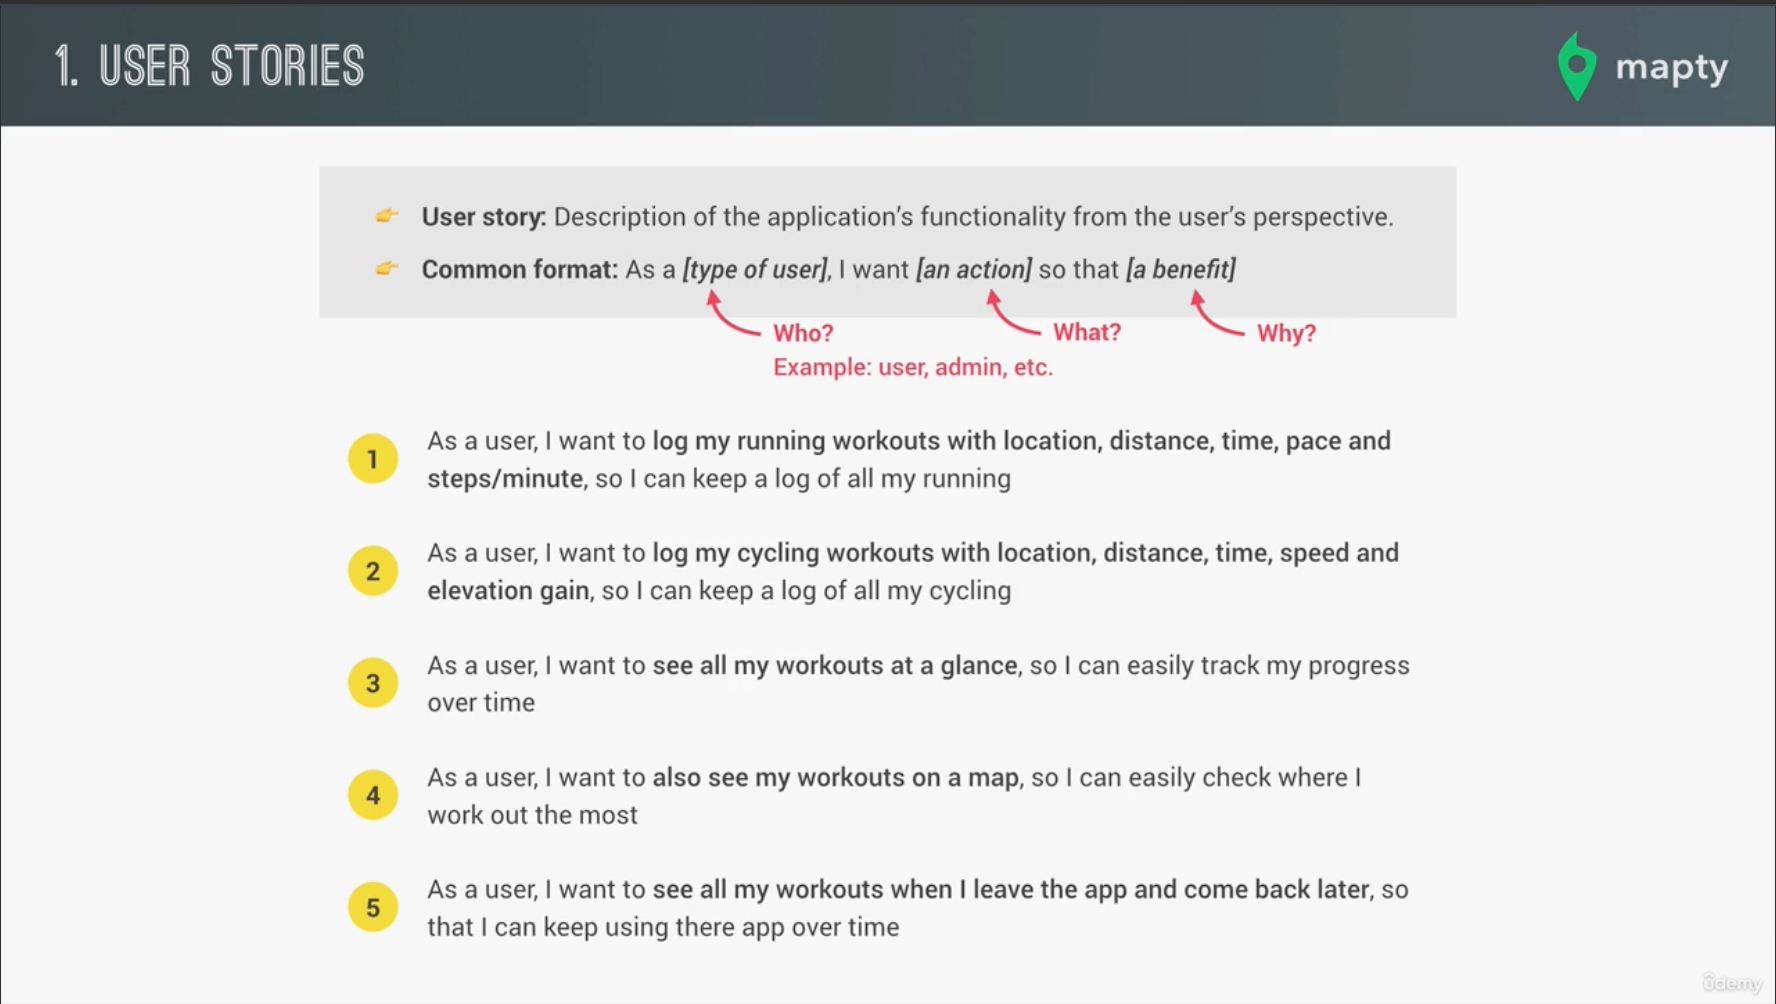 1. USER STORIES
mapty
User story: Description of the application's functionality from the user's perspective.
Common format: As a [type of user], I want [an action] so that [a benefit]
Who?
What?
Why?
Example: user, admin, etc.
1
As a user, I want to log my running workouts with location, distance, time, pace and
steps/minute, so I can keep a log of all my running
2
As a user, I want to log my cycling workouts with location, distance, time, speed and
elevation gain, so I can keep a log of all my cycling
3
As a user, I want to see all my workouts at a glance, so I can easily track my progress
over time
4
As a user, I want to also see my workouts on a map, so I can easily check where I
work out the most
5
As a user, I want to see all my workouts when I leave the app and come back later, so
that I can keep using there app over time
ûdemy